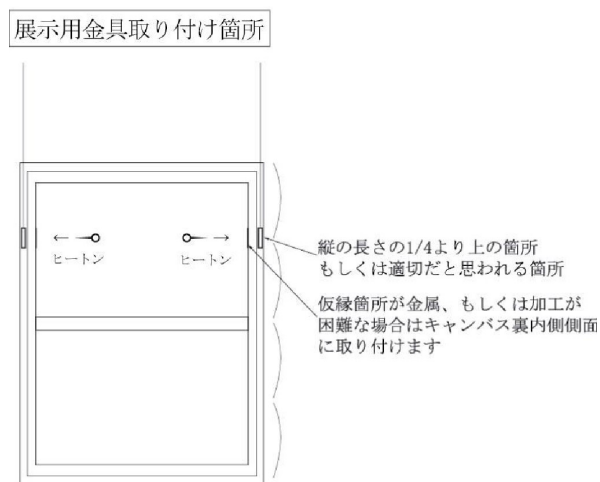 展示用金具取り付け箇所
ヒートン
ヒートン
縦の長さの1/4より上の箇所
もしくは適切だと思われる箇所
仮縁箇所が金属、もしくは加工が
困難な場合はキャンバス裏内側側面
に取り付けます